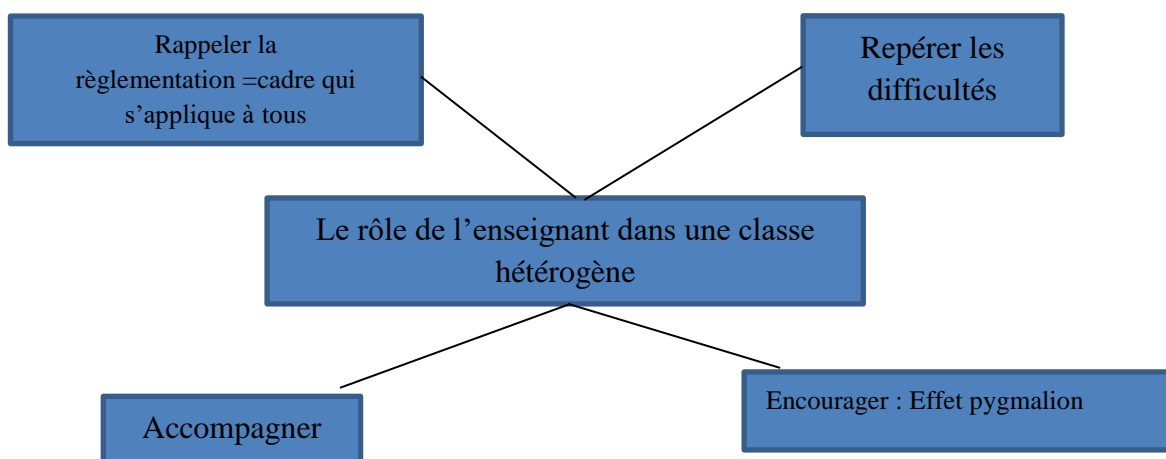 Rappeler la
règlementation =cadre qui
s’applique à tous
Repérer les
difficultés
Le rôle de l’enseignant dans une classe
hétérogène
Accompagner
Encourager : Effet pygmalion